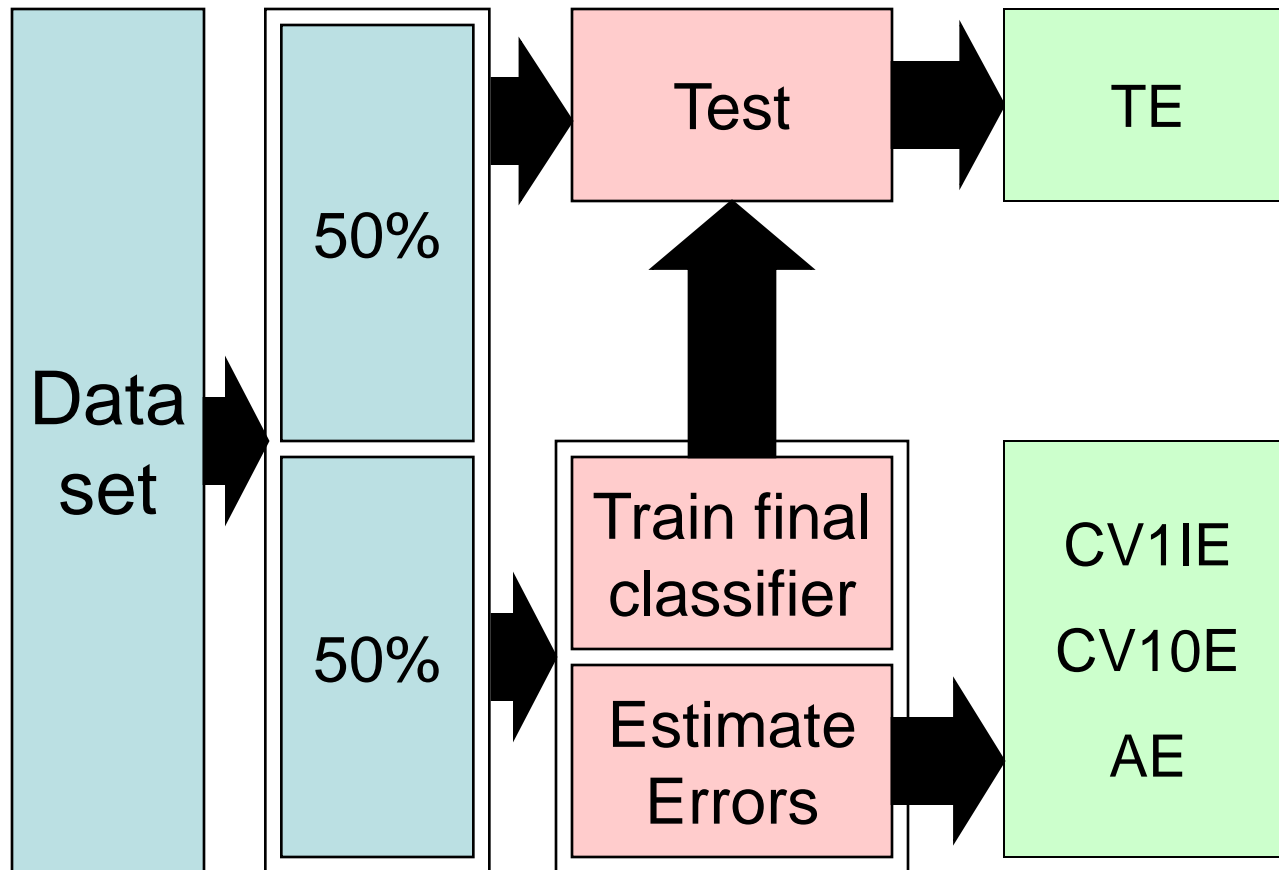 Data
set
50%
50%
Test
Train final
classifier
Estimate
Errors
TE
CV1IE
CV10E
AE